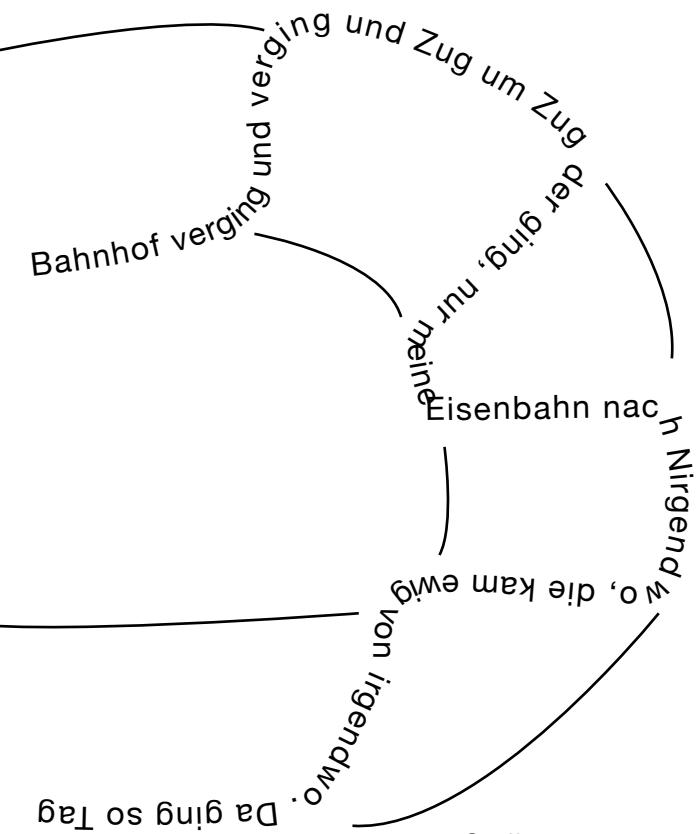 Bahnhof verging und verging und Zug um Zug
der ging, nur meine
Eisenbahn nach Nirgendwo, die kam ewig
von irgendwo. Da ging so Tag